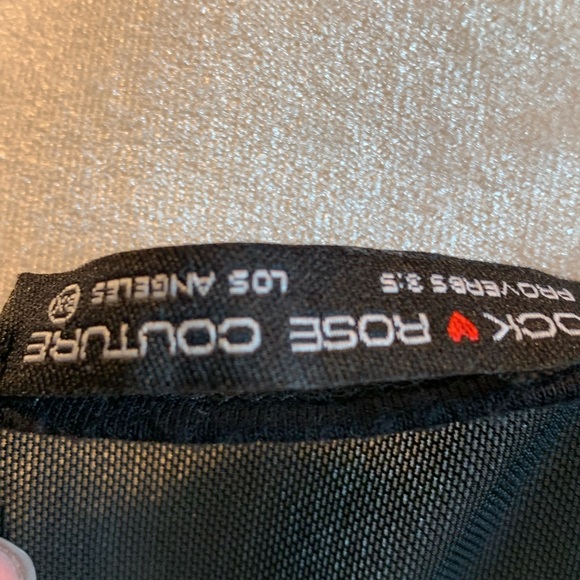 OCK ♥ ROSE COUTURE
PROVERBS 3:5 LOS ANGELES